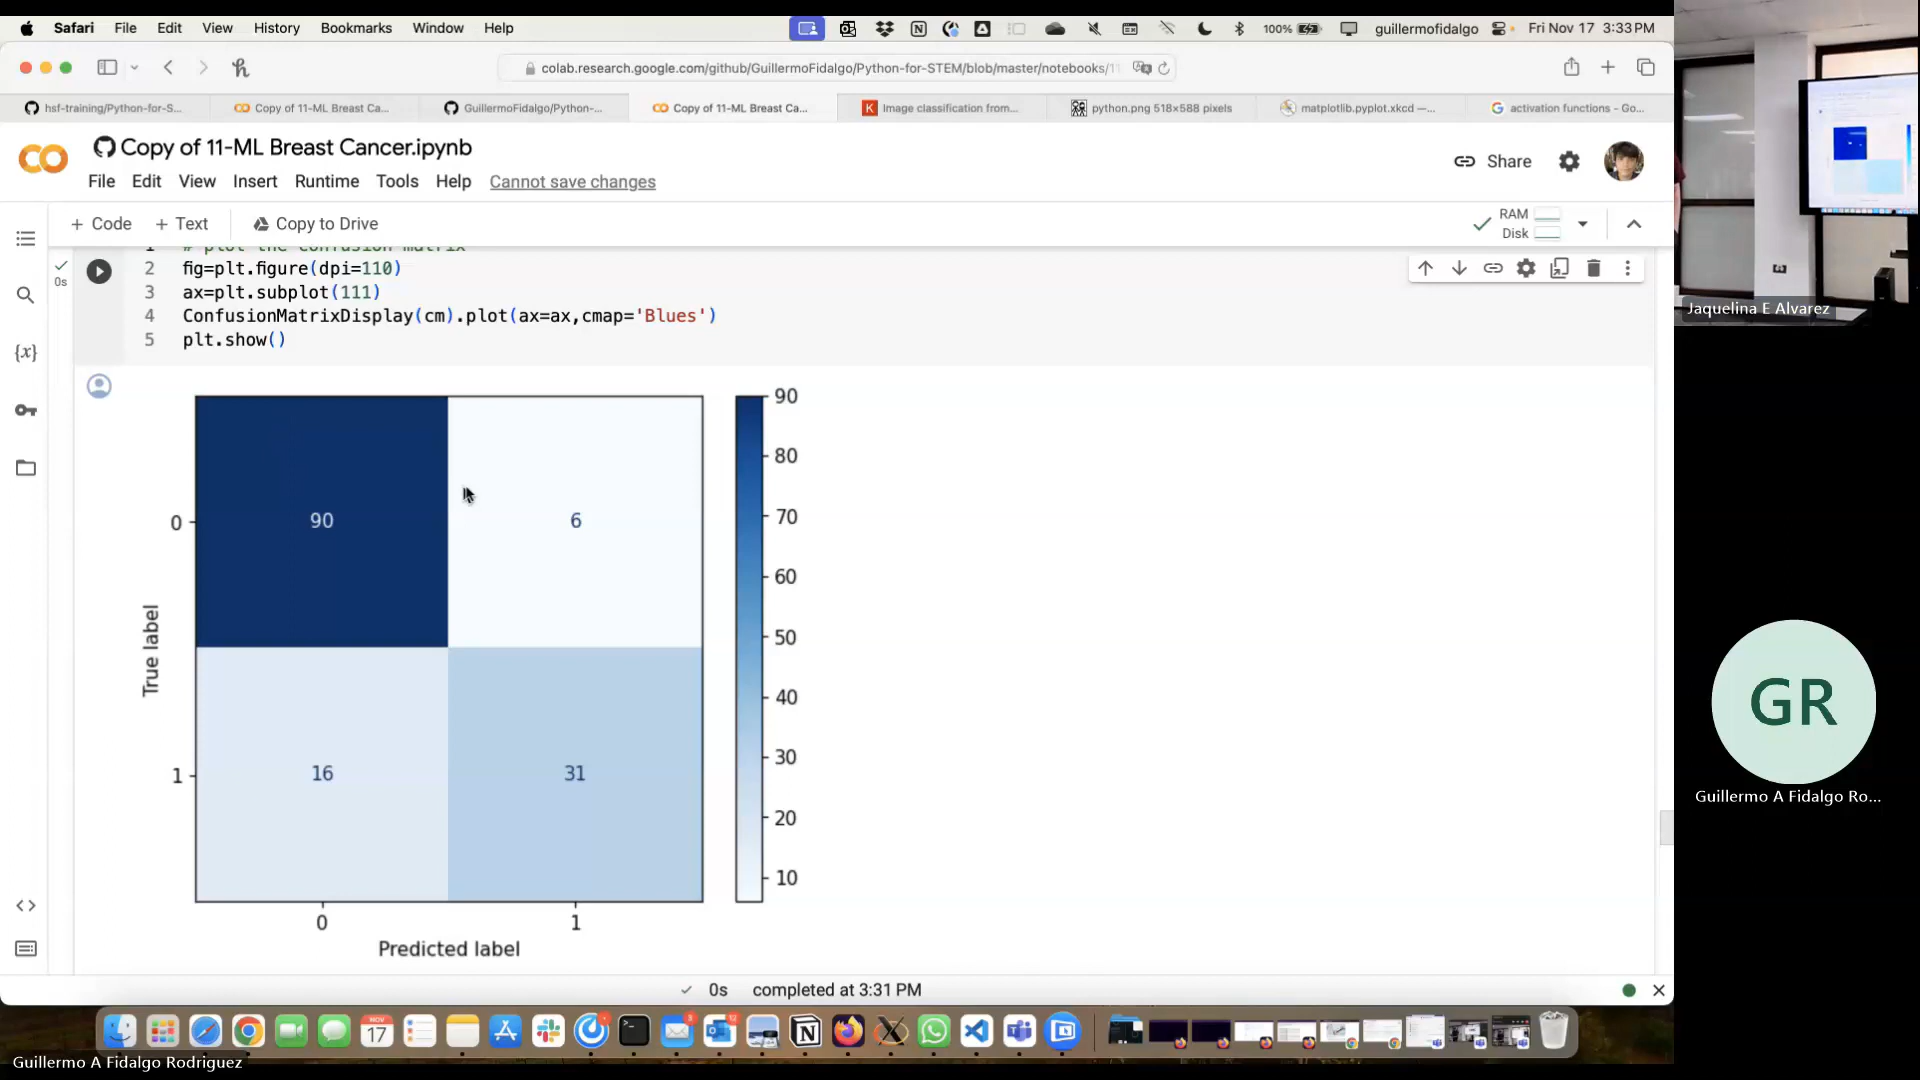 Safari File Edit View History Bookmarks Window Help 100% guillermofidalgo Fri Nov 17 3:33 PM
colab.research.google.com/github/GuillermoFidalgo/Python-for-STEM/blob/master/notebooks/1
hsf-training/Python-for-S... Copy of 11-ML Breast Ca... GuillermoFidalgo/Python-... Copy of 11-ML Breast Ca... Image classification from... python.png 518×588 pixels matplotlib.pyplot.xkcd —... activation functions - Go...
Copy of 11-ML Breast Cancer.ipynb
Share
File Edit View Insert Runtime Tools Help Cannot save changes
+ Code + Text Copy to Drive
RAM
Disk
1 # plot the confusion matrix
2 fig=plt.figure(dpi=110)
3 ax=plt.subplot(111)
4 ConfusionMatrixDisplay(cm).plot(ax=ax,cmap='Blues')
5 plt.show()
0s
{x}
90
80
70
60
50
40
30
20
10
True label
0
1
90 6
16 31
0 1
Predicted label
0s completed at 3:31 PM
NOV
17
Guillermo A Fidalgo Rodriguez
Jaquelina E Alvarez
GR
Guillermo A Fidalgo Ro...